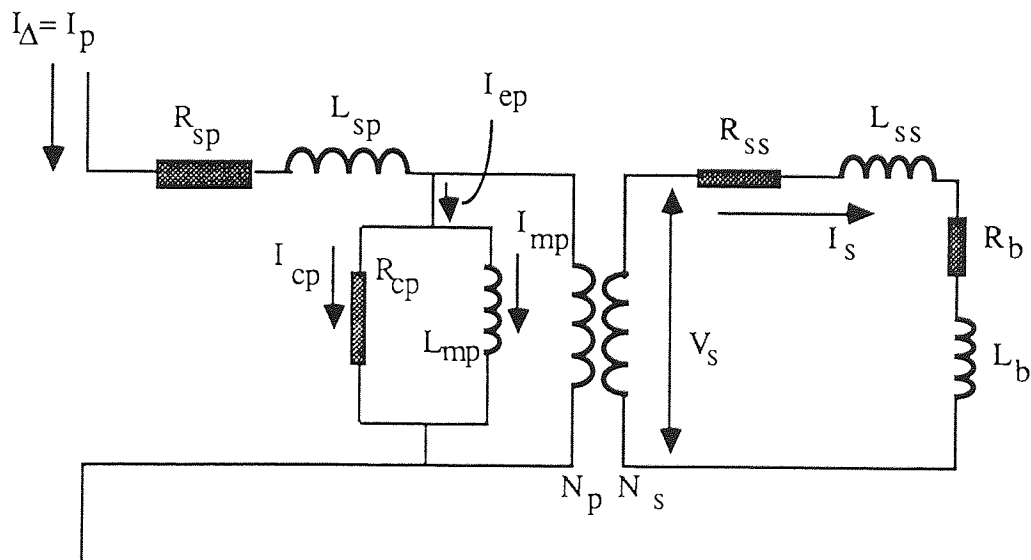 I_Δ = I_p
R_sp
L_sp
I_ep
R_ss
L_ss
I_cp
R_cp
I_mp
L_mp
I_s
R_b
V_s
L_b
N_p
N_s